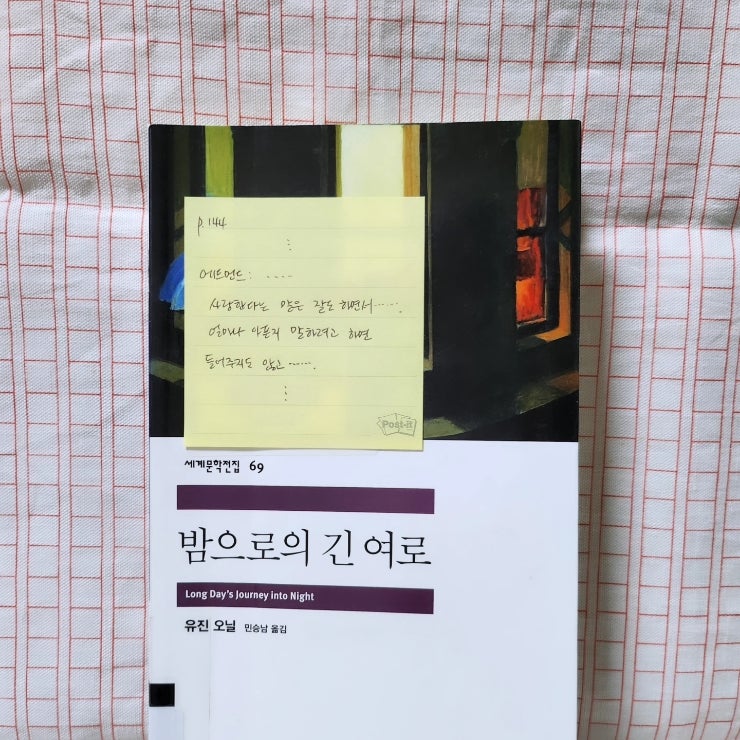 p.144
⋮
에드먼드: ....
사랑한다는 말은 잘도 하면서......
얼마나 아픈지 말하려고 하면
들어주지도 않고......
⋮
Post-it
세계문학전집 69
밤으로의 긴 여로
Long Day's Journey into Night
유진 오닐 민승남 옮김